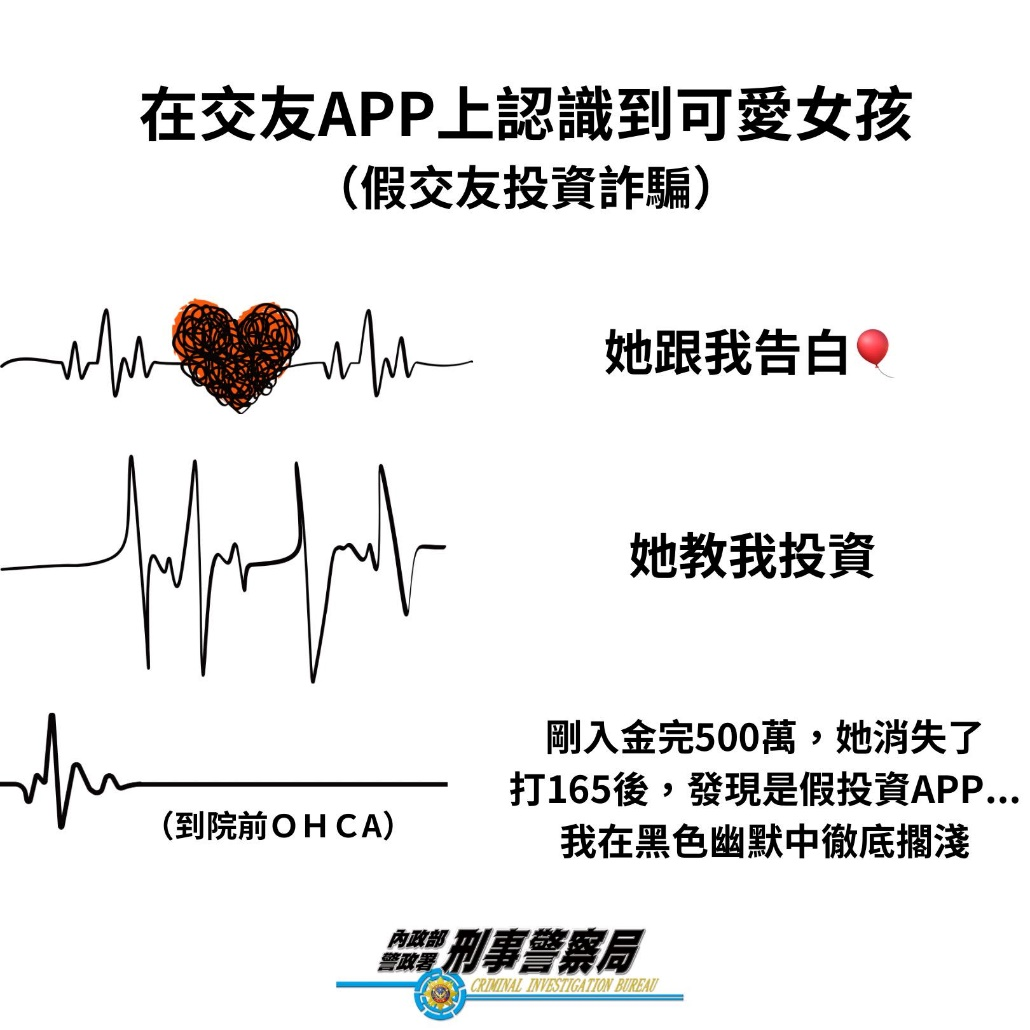 在交友APP上認識到可愛女孩
（假交友投資詐騙）
她跟我告白🎈
她教我投資
剛入金完500萬，她消失了
打165後，發現是假投資APP...
我在黑色幽默中徹底擱淺
（到院前ＯＨＣA）
內政部
警政署
刑事警察局
CRIMINAL INVESTIGATION BUREAU